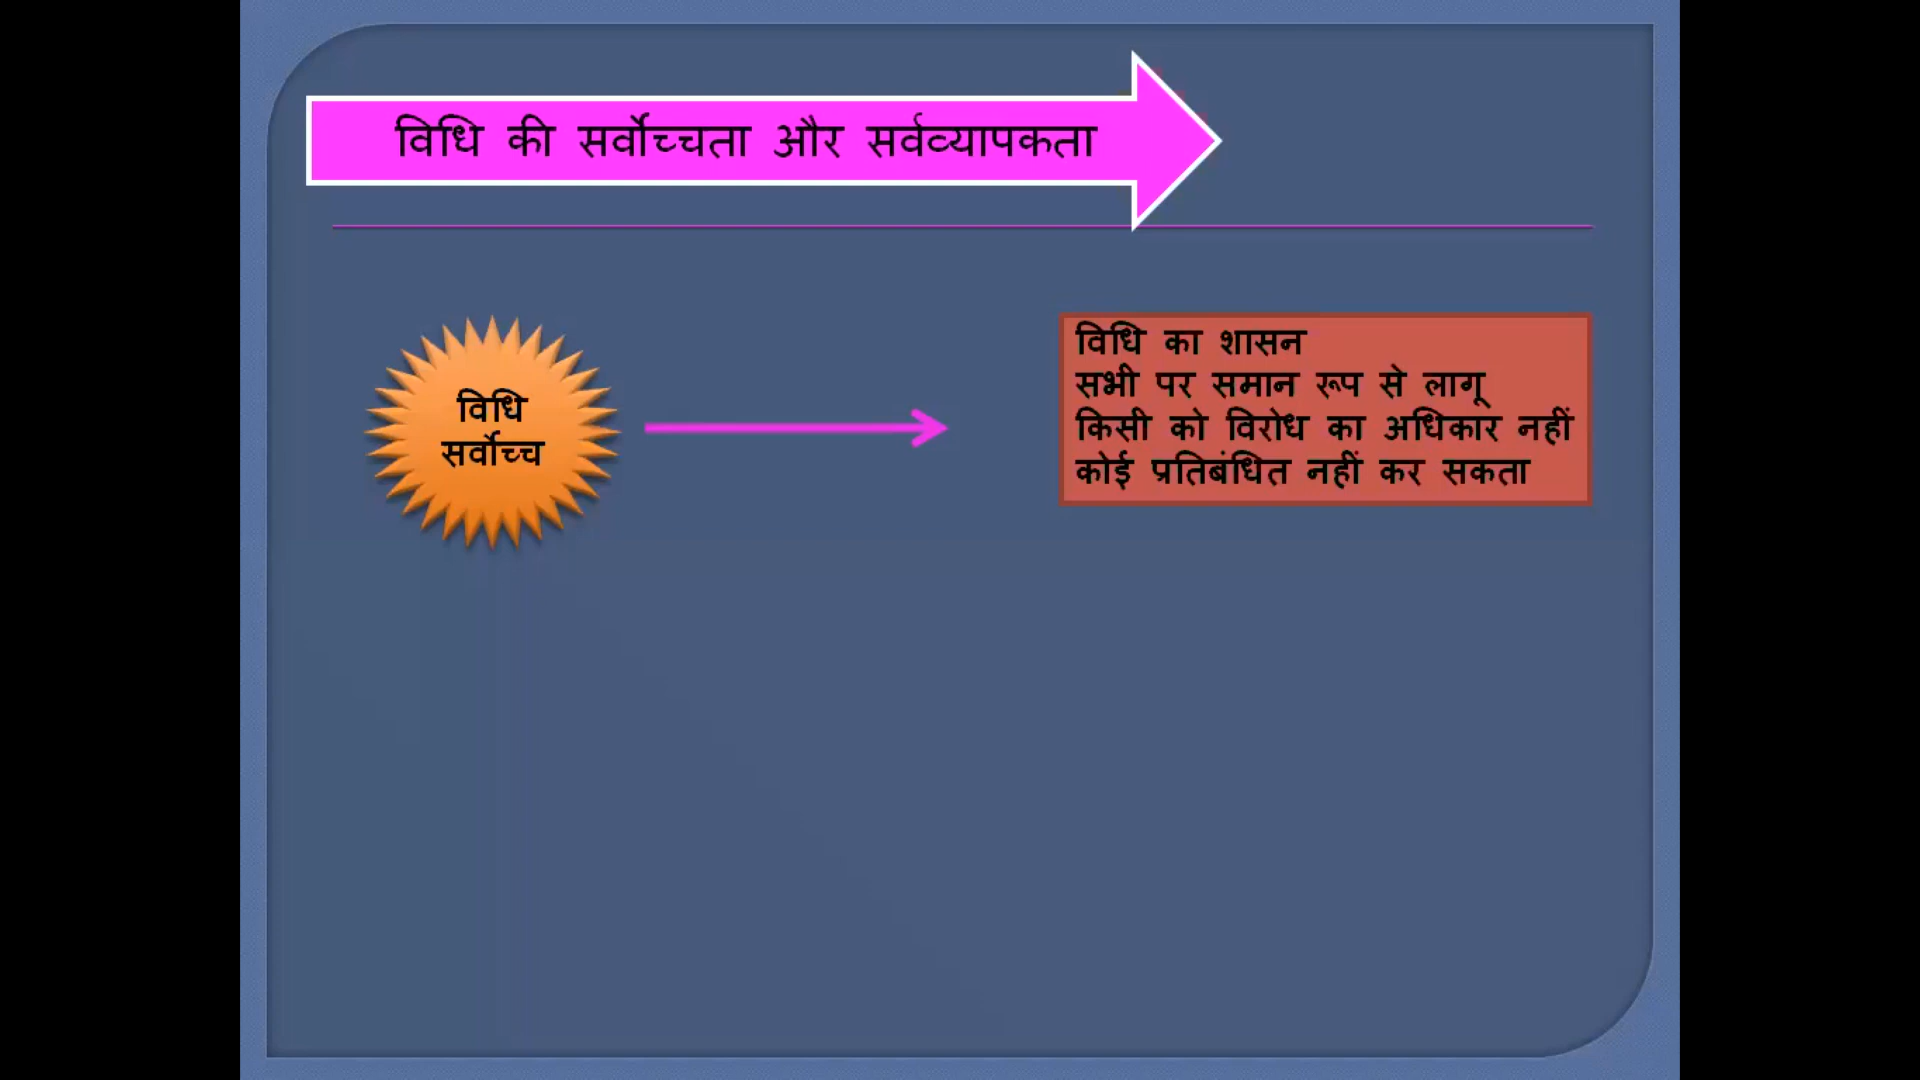 विधि की सर्वोच्चता और सर्वव्यापकता
विधि
सर्वोच्च
विधि का शासन
सभी पर समान रूप से लागू
किसी को विरोध का अधिकार नहीं
कोई प्रतिबंधित नहीं कर सकता